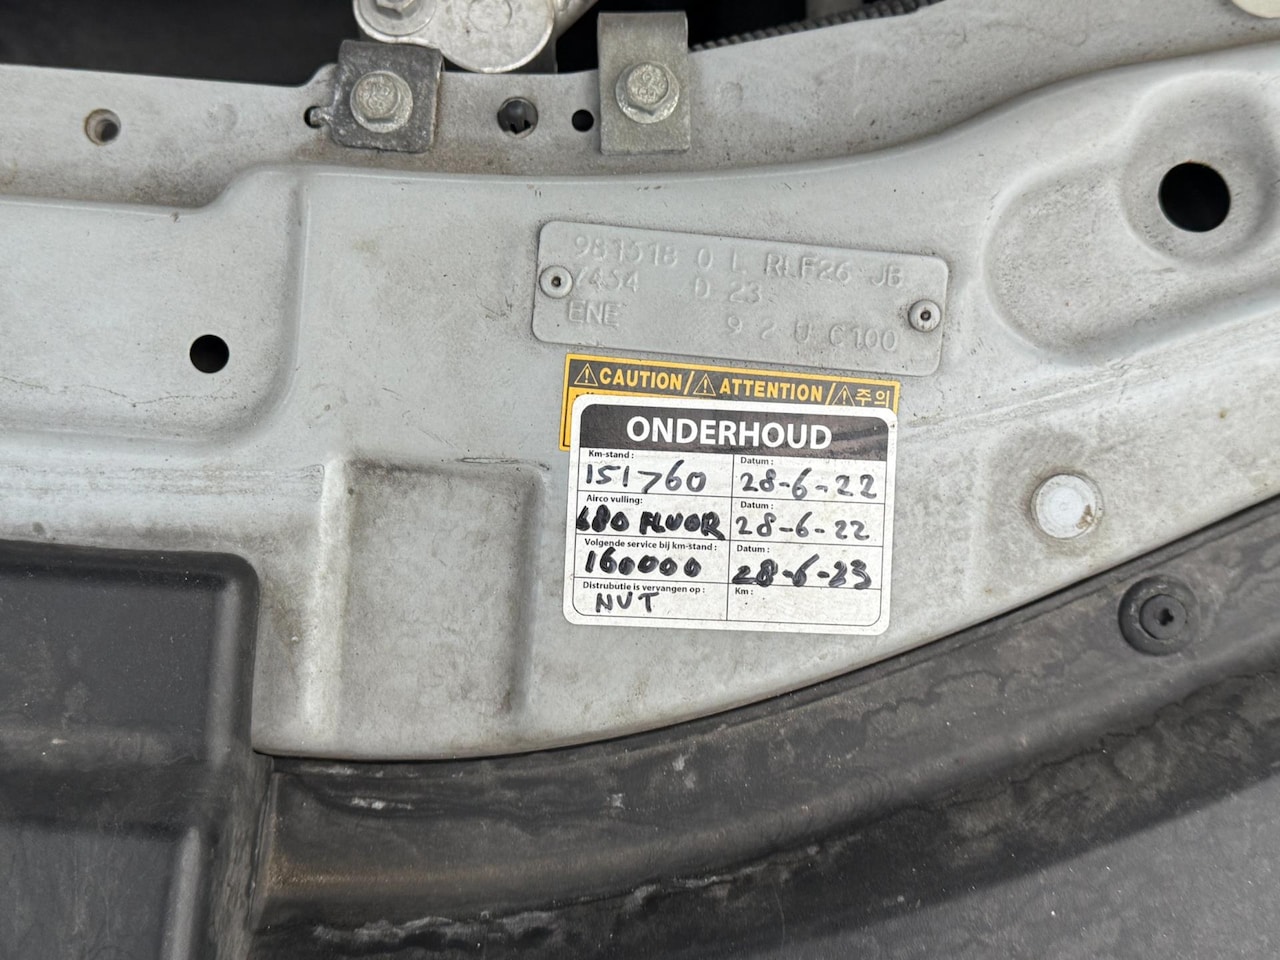 981518 0 L RLF26 JB
7454 D 23
ENE 9 2 U C100
⚠CAUTION/⚠ATTENTION/⚠주의
ONDERHOUD
Km-stand : Datum :
151760 28-6-22
Airco vulling: Datum :
680 FLUOR 28-6-22
Volgende service bij km-stand : Datum :
160000 28-6-23
Distrubutie is vervangen op : Km :
NVT